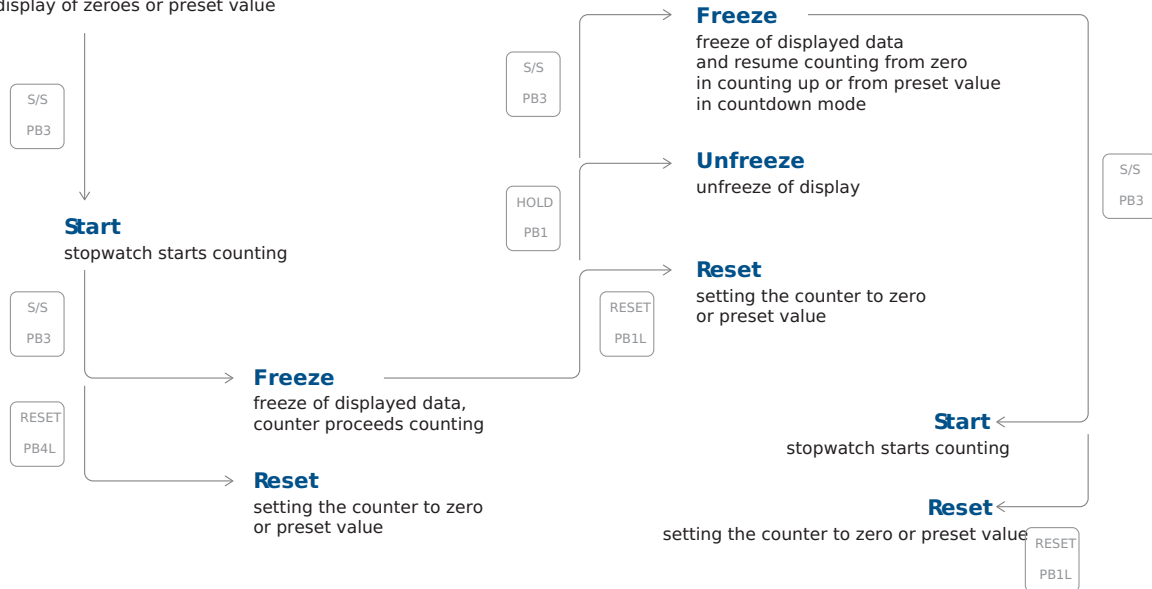 display of zeroes or preset value
S/S
PB3
Start
stopwatch starts counting
S/S
PB3
RESET
PB4L
Freeze
freeze of displayed data,
counter proceeds counting
Reset
setting the counter to zero
or preset value
S/S
PB3
HOLD
PB1
RESET
PB1L
Freeze
freeze of displayed data
and resume counting from zero
in counting up or from preset value
in countdown mode
Unfreeze
unfreeze of display
Reset
setting the counter to zero
or preset value
S/S
PB3
Start
stopwatch starts counting
Reset
setting the counter to zero or preset value
RESET
PB1L